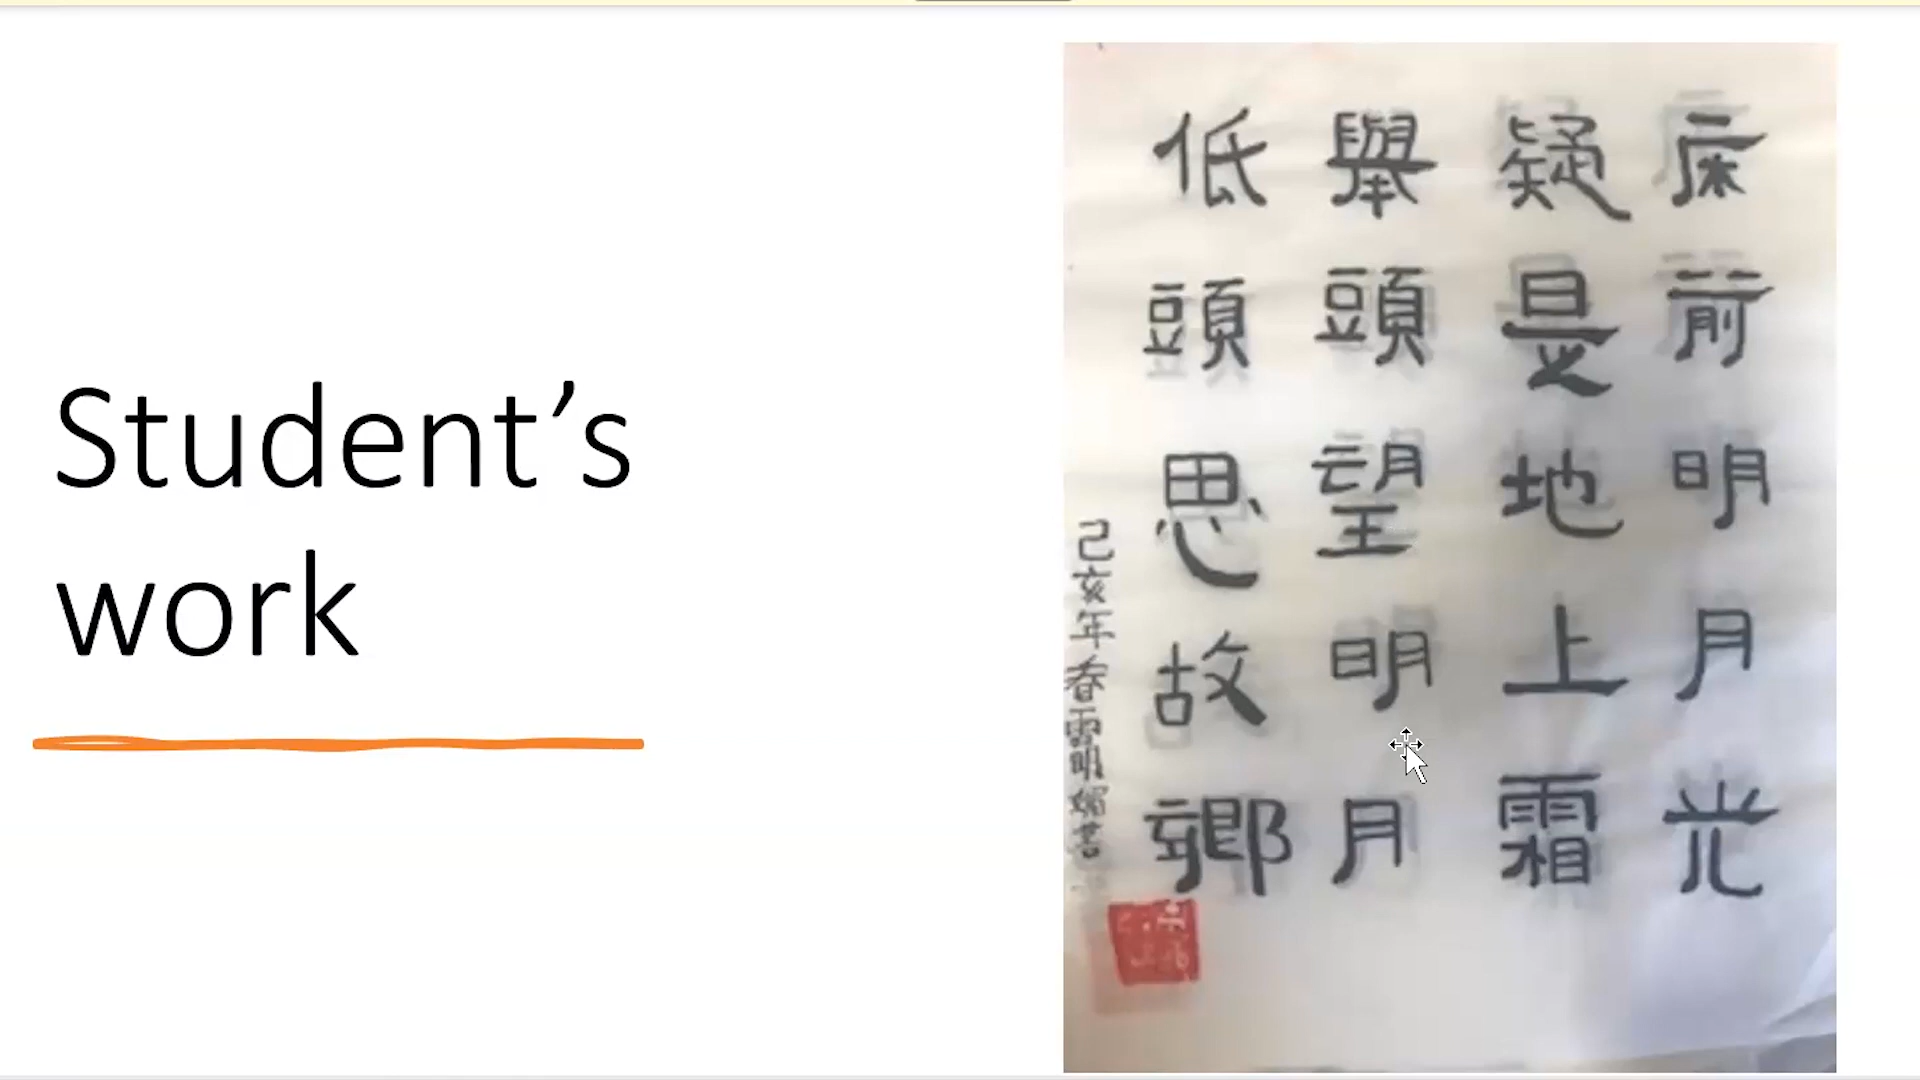 Student's
work
床前明月光
疑是地上霜
舉頭望明月
低頭思故鄉
己亥年春